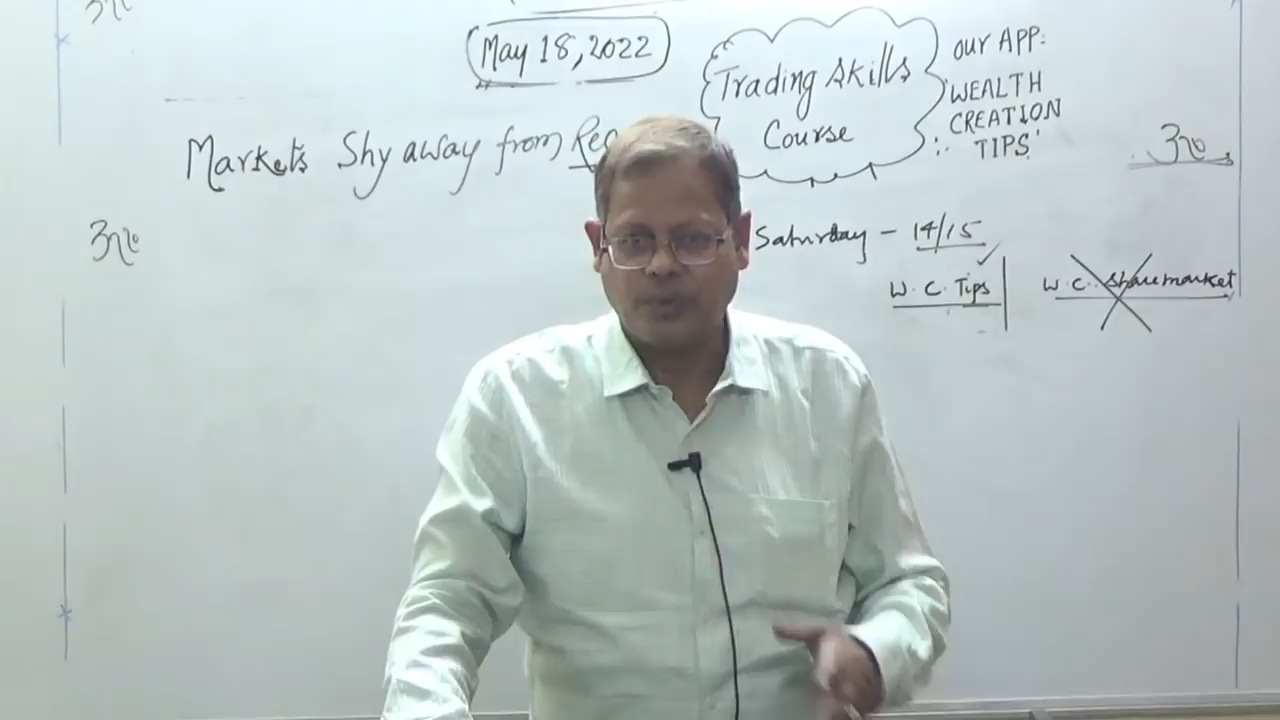 May 18, 2022
Trading Skills
Course
OUR APP:
WEALTH
CREATION
TIPS'
Markets Shy away from Rec
Saturday - 14/15
W. C. Tips
W. C. Sharemarket